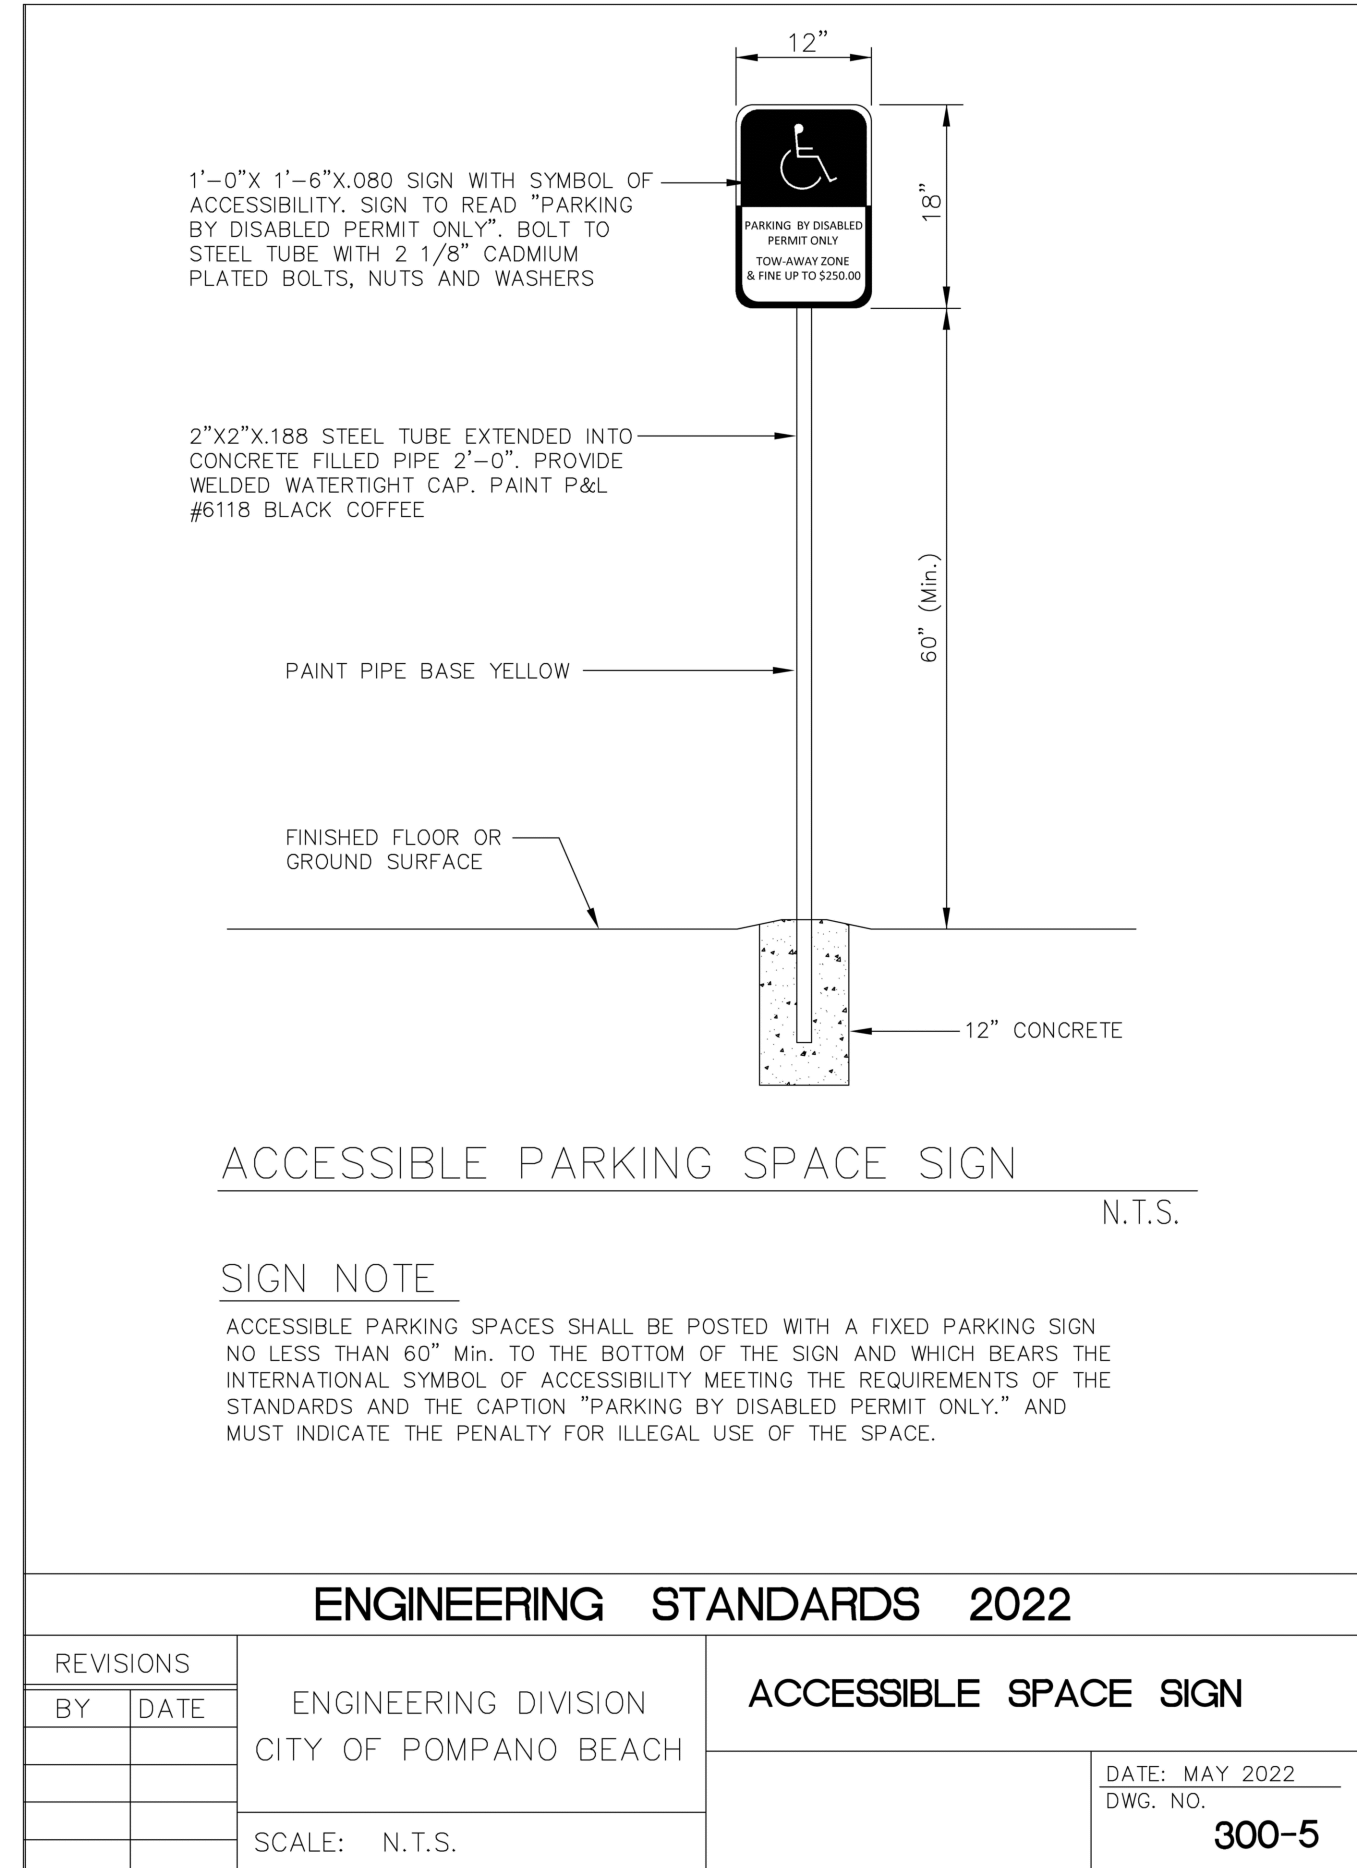 12”
1’-0”X 1’-6”X.080 SIGN WITH SYMBOL OF
ACCESSIBILITY. SIGN TO READ ”PARKING
BY DISABLED PERMIT ONLY”. BOLT TO
STEEL TUBE WITH 2 1/8” CADMIUM
PLATED BOLTS, NUTS AND WASHERS
18”
PARKING BY DISABLED
PERMIT ONLY
TOW-AWAY ZONE
& FINE UP TO $250.00
2”X2”X.188 STEEL TUBE EXTENDED INTO
CONCRETE FILLED PIPE 2’-0”. PROVIDE
WELDED WATERTIGHT CAP. PAINT P&L
#6118 BLACK COFFEE
60” (Min.)
PAINT PIPE BASE YELLOW
FINISHED FLOOR OR
GROUND SURFACE
12” CONCRETE
ACCESSIBLE PARKING SPACE SIGN
N.T.S.
SIGN NOTE
ACCESSIBLE PARKING SPACES SHALL BE POSTED WITH A FIXED PARKING SIGN
NO LESS THAN 60” Min. TO THE BOTTOM OF THE SIGN AND WHICH BEARS THE
INTERNATIONAL SYMBOL OF ACCESSIBILITY MEETING THE REQUIREMENTS OF THE
STANDARDS AND THE CAPTION ”PARKING BY DISABLED PERMIT ONLY.” AND
MUST INDICATE THE PENALTY FOR ILLEGAL USE OF THE SPACE.
ENGINEERING STANDARDS 2022
REVISIONS
BY DATE
ENGINEERING DIVISION
CITY OF POMPANO BEACH
SCALE: N.T.S.
ACCESSIBLE SPACE SIGN
DATE: MAY 2022
DWG. NO.
300-5